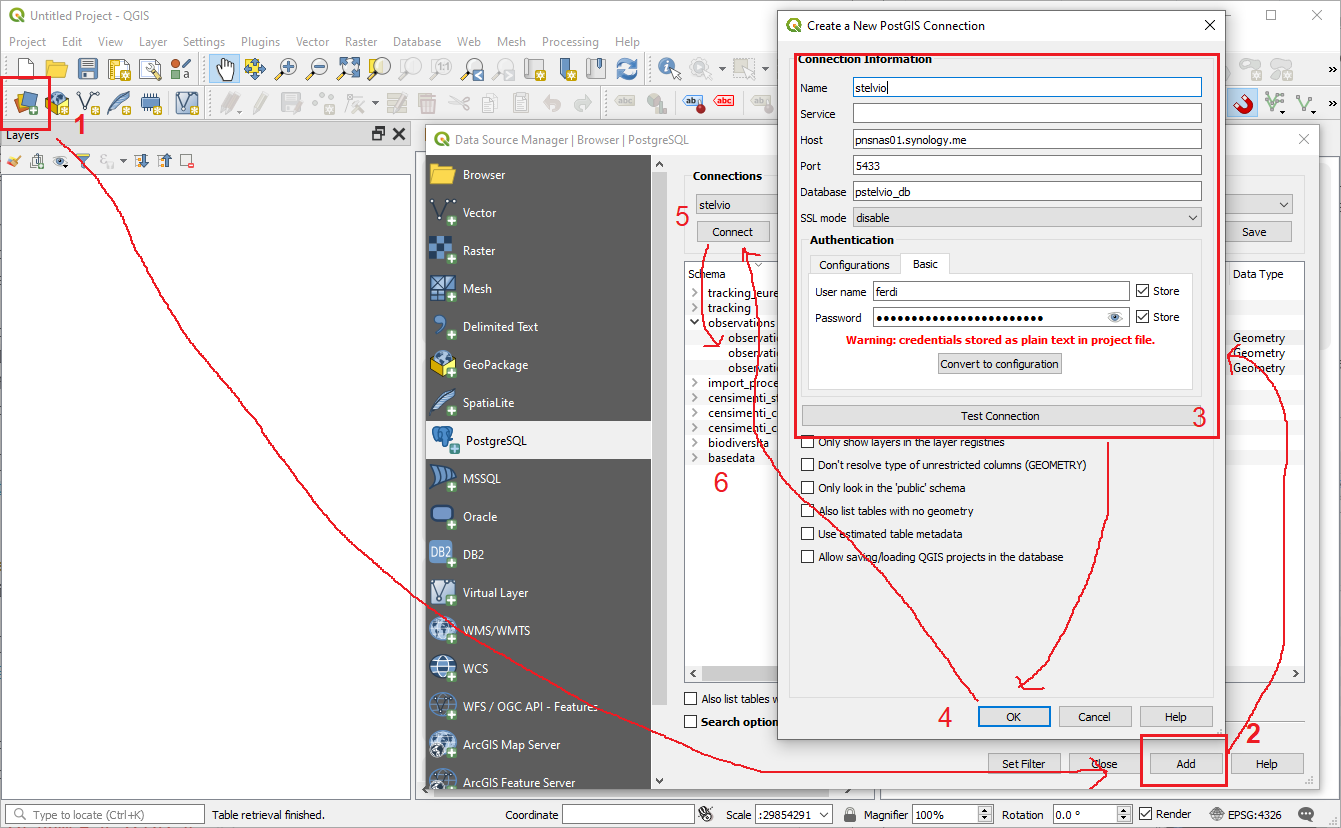 Untitled Project - QGIS
Project Edit View Layer Settings Plugins Vector Raster Database Web Mesh Processing Help
1
Layers
Data Source Manager | Browser | PostgreSQL
Browser
Vector
Raster
Mesh
Delimited Text
GeoPackage
SpatiaLite
PostgreSQL
MSSQL
Oracle
DB2
Virtual Layer
WMS/WMTS
WCS
WFS / OGC API - Features
ArcGIS Map Server
ArcGIS Feature Server
Connections
stelvio
5
Connect
Save
Schema
Data Type
tracking_eure
tracking
observations
observatio
Geometry
observatio
Geometry
observatio
Geometry
import_proce
censimenti_st
censimenti_c
censimenti_c
biodiversita
basedata
6
Also list tables w
Search option
Set Filter Close Add Help
2
Create a New PostGIS Connection
Connection Information
Name stelvio
Service
Host pnsnas01.synology.me
Port 5433
Database pstelvio_db
SSL mode disable
Authentication
Configurations Basic
User name ferdi Store
Password ●●●●●●●●●●●●●●●●●●●●●●●● Store
Warning: credentials stored as plain text in project file.
Convert to configuration
Test Connection
3
Only show layers in the layer registries
Don't resolve type of unrestricted columns (GEOMETRY)
Only look in the 'public' schema
Also list tables with no geometry
Use estimated table metadata
Allow saving/loading QGIS projects in the database
4
OK Cancel Help
Type to locate (Ctrl+K) Table retrieval finished. Coordinate Scale :29854291 Magnifier 100% Rotation 0.0 ° Render EPSG:4326